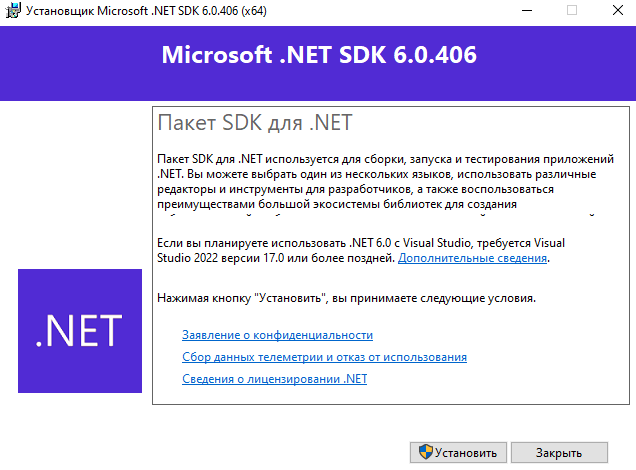 Установщик Microsoft .NET SDK 6.0.406 (x64)
Microsoft .NET SDK 6.0.406
Пакет SDK для .NET
Пакет SDK для .NET используется для сборки, запуска и тестирования приложений
.NET. Вы можете выбрать один из нескольких языков, использовать различные
редакторы и инструменты для разработчиков, а также воспользоваться
преимуществами большой экосистемы библиотек для создания
Если вы планируете использовать .NET 6.0 с Visual Studio, требуется Visual
Studio 2022 версии 17.0 или более поздней. Дополнительные сведения.
Нажимая кнопку "Установить", вы принимаете следующие условия.
.NET
Заявление о конфиденциальности
Сбор данных телеметрии и отказ от использования
Сведения о лицензировании .NET
Установить
Закрыть